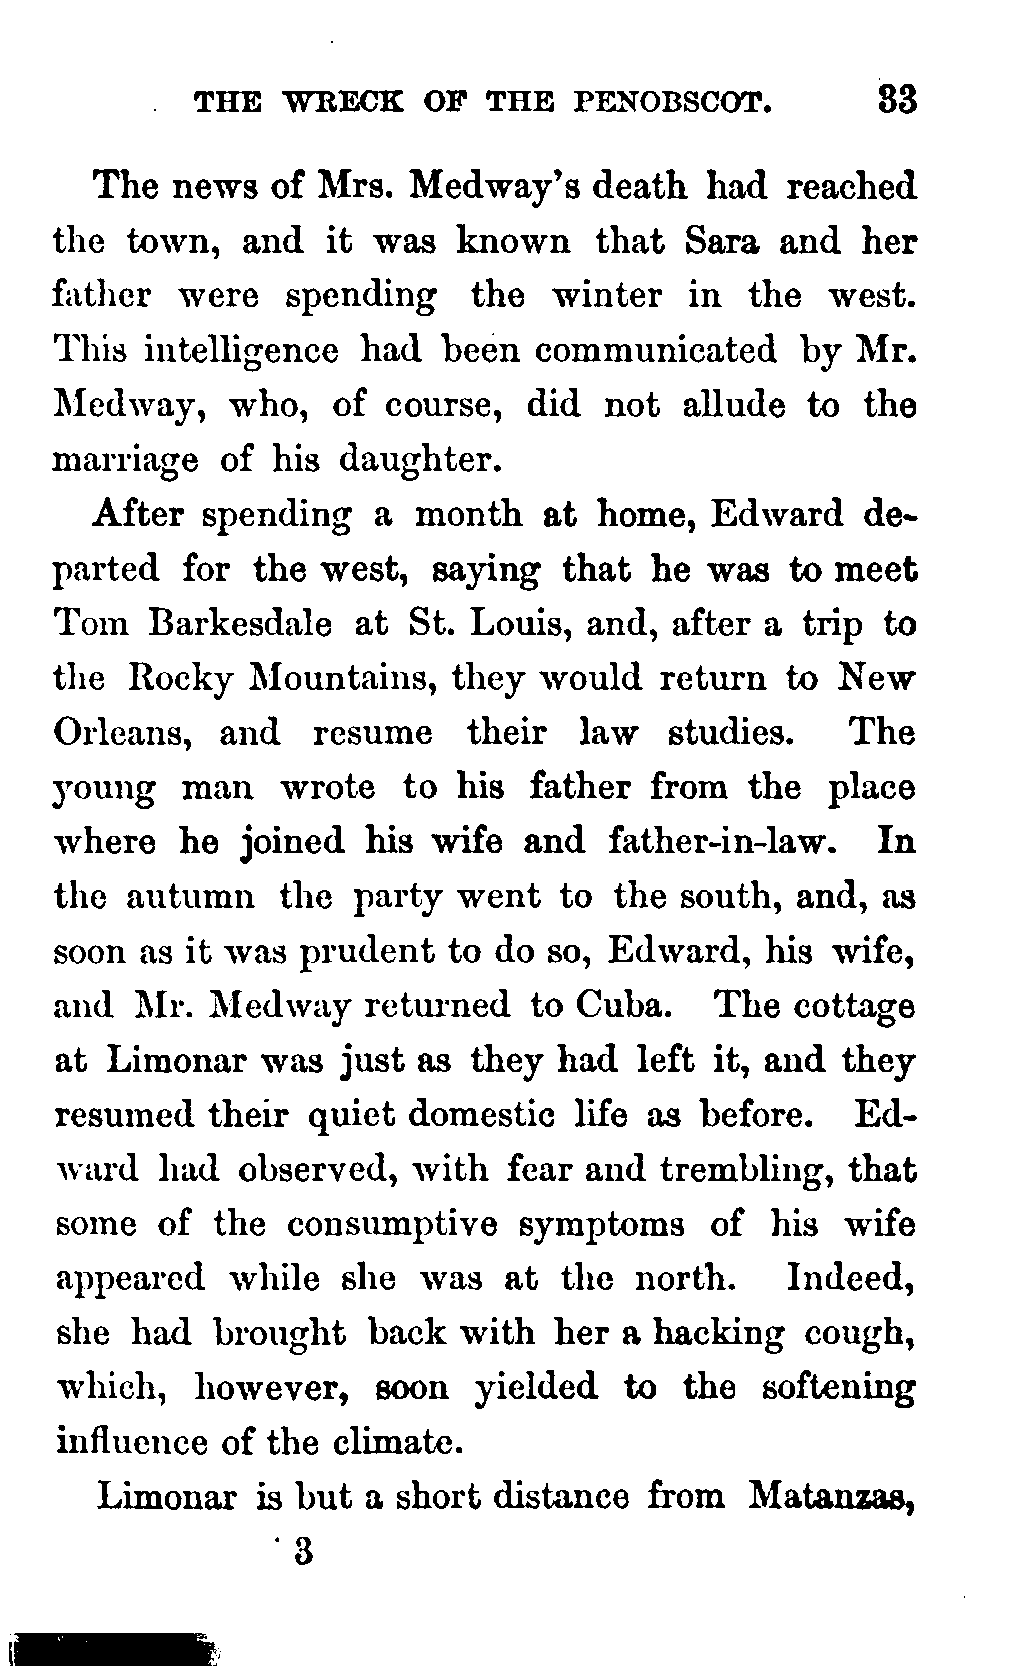 THE WRECK OF THE PENOBSCOT. 33
The news of Mrs. Medway's death had reached
the town, and it was known that Sara and her
father were spending the winter in the west.
This intelligence had been communicated by Mr.
Medway, who, of course, did not allude to the
marriage of his daughter.
After spending a month at home, Edward de-
parted for the west, saying that he was to meet
Tom Barkesdale at St. Louis, and, after a trip to
the Rocky Mountains, they would return to New
Orleans, and resume their law studies. The
young man wrote to his father from the place
where he joined his wife and father-in-law. In
the autumn the party went to the south, and, as
soon as it was prudent to do so, Edward, his wife,
and Mr. Medway returned to Cuba. The cottage
at Limonar was just as they had left it, and they
resumed their quiet domestic life as before. Ed-
ward had observed, with fear and trembling, that
some of the consumptive symptoms of his wife
appeared while she was at the north. Indeed,
she had brought back with her a hacking cough,
which, however, soon yielded to the softening
influence of the climate.
Limonar is but a short distance from Matanzas,
3